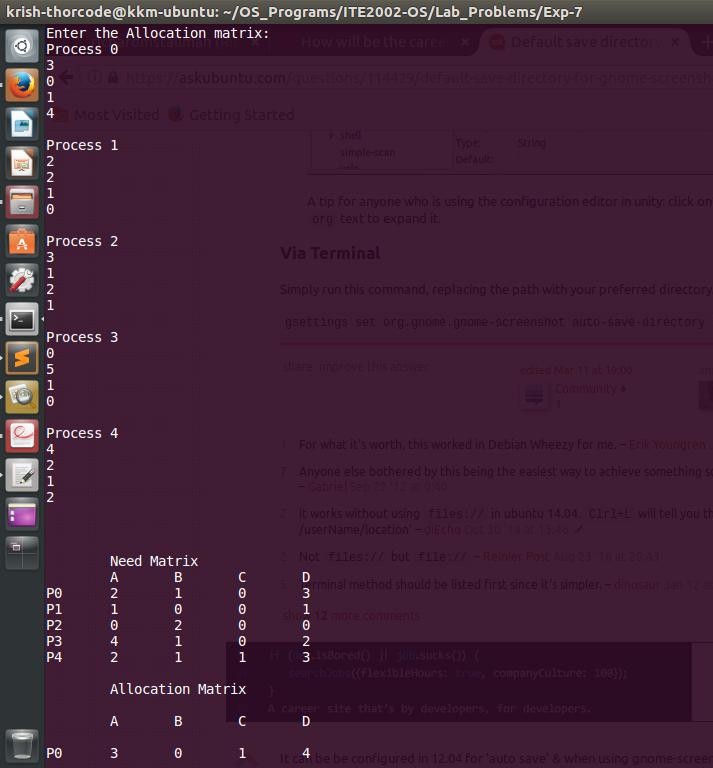 krish-thorcode@kkm-ubuntu: ~/OS_Programs/ITE2002-OS/Lab_Problems/Exp-7
Enter the Allocation matrix:
Process 0
3
0
1
4
Process 1
2
2
1
0
Process 2
3
1
2
1
Process 3
0
5
1
0
Process 4
4
2
1
2
Need Matrix
A B C D
P0 2 1 0 3
P1 1 0 0 1
P2 0 2 0 0
P3 4 1 0 2
P4 2 1 1 3
Allocation Matrix
A B C D
P0 3 0 1 4
How will be the caree
Default save director
https://askubuntu.com/questions/114429/default-save-directory-for-gnome-screensh
Most Visited Getting Started
shell
simple-scan
Type: String
Default:
A tip for anyone who is using the configuration editor in unity: click on
org text to expand it.
Via Terminal
Simply run this command, replacing the path with your preferred directory
gsettings set org.gnome.gnome-screenshot auto-save-directory
share improve this answer
edited Mar 11 at 19:00
Community ♦
1
For what it's worth, this worked in Debian Wheezy for me. – Erik Youngren
Anyone else bothered by this being the easiest way to achieve something s
– Gabriel Sep 22 '12 at 0:40
it works without using files:// in ubuntu 14.04. Ctrl+L will tell you th
/userName/location' – diEcho Oct 30 '14 at 15:46
Not files:// but file:// – Reinier Post Aug 23 '16 at 20:43
Terminal method should be listed first since it's simpler. – dinosaur Jan 12 a
show 12 more comments
if ( .isBored() || job.sucks()) {
searchJobs({flexibleHours: true, companyCulture: 100});
}
A career site that's by developers, for developers.
It can be be configured in 12.04 for 'auto save' & when using gnome-screen